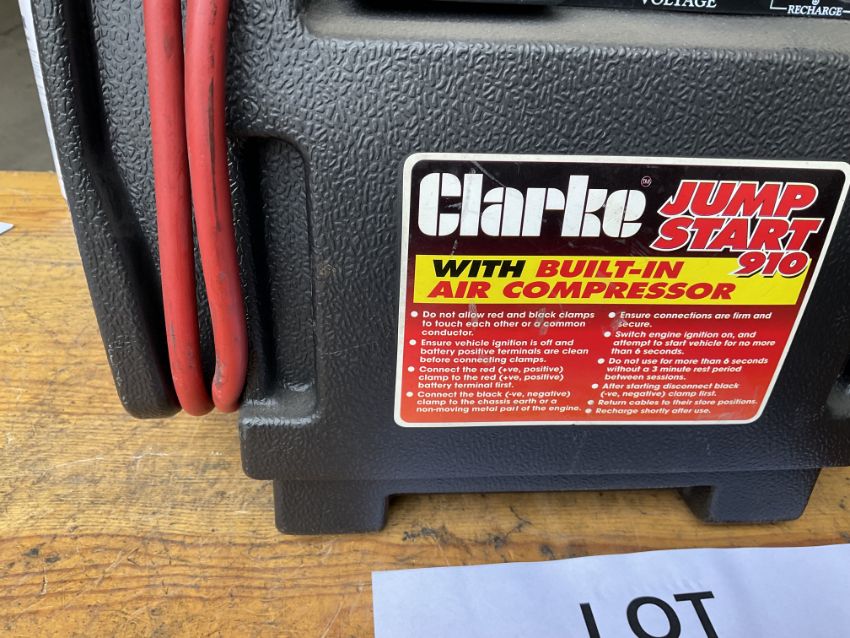 VOLTAGE
RECHARGE
Clarke™
JUMP
START
910
WITH BUILT-IN
AIR COMPRESSOR
• Do not allow red and black clamps
to touch each other or a common
conductor.
• Ensure vehicle ignition is off and
battery positive terminals are clean
before connecting clamps.
• Connect the red (+ve, positive)
clamp to the red (+ve, positive)
battery terminal first.
• Connect the black (-ve, negative)
clamp to the chassis earth or a
non-moving metal part of the engine.
• Ensure connections are firm and
secure.
• Switch engine ignition on, and
attempt to start vehicle for no more
than 6 seconds.
• Do not use for more than 6 seconds
without a 3 minute rest period
between sessions.
• After starting disconnect black
(-ve, negative) clamp first.
• Return cables to their store positions.
• Recharge shortly after use.
LOT